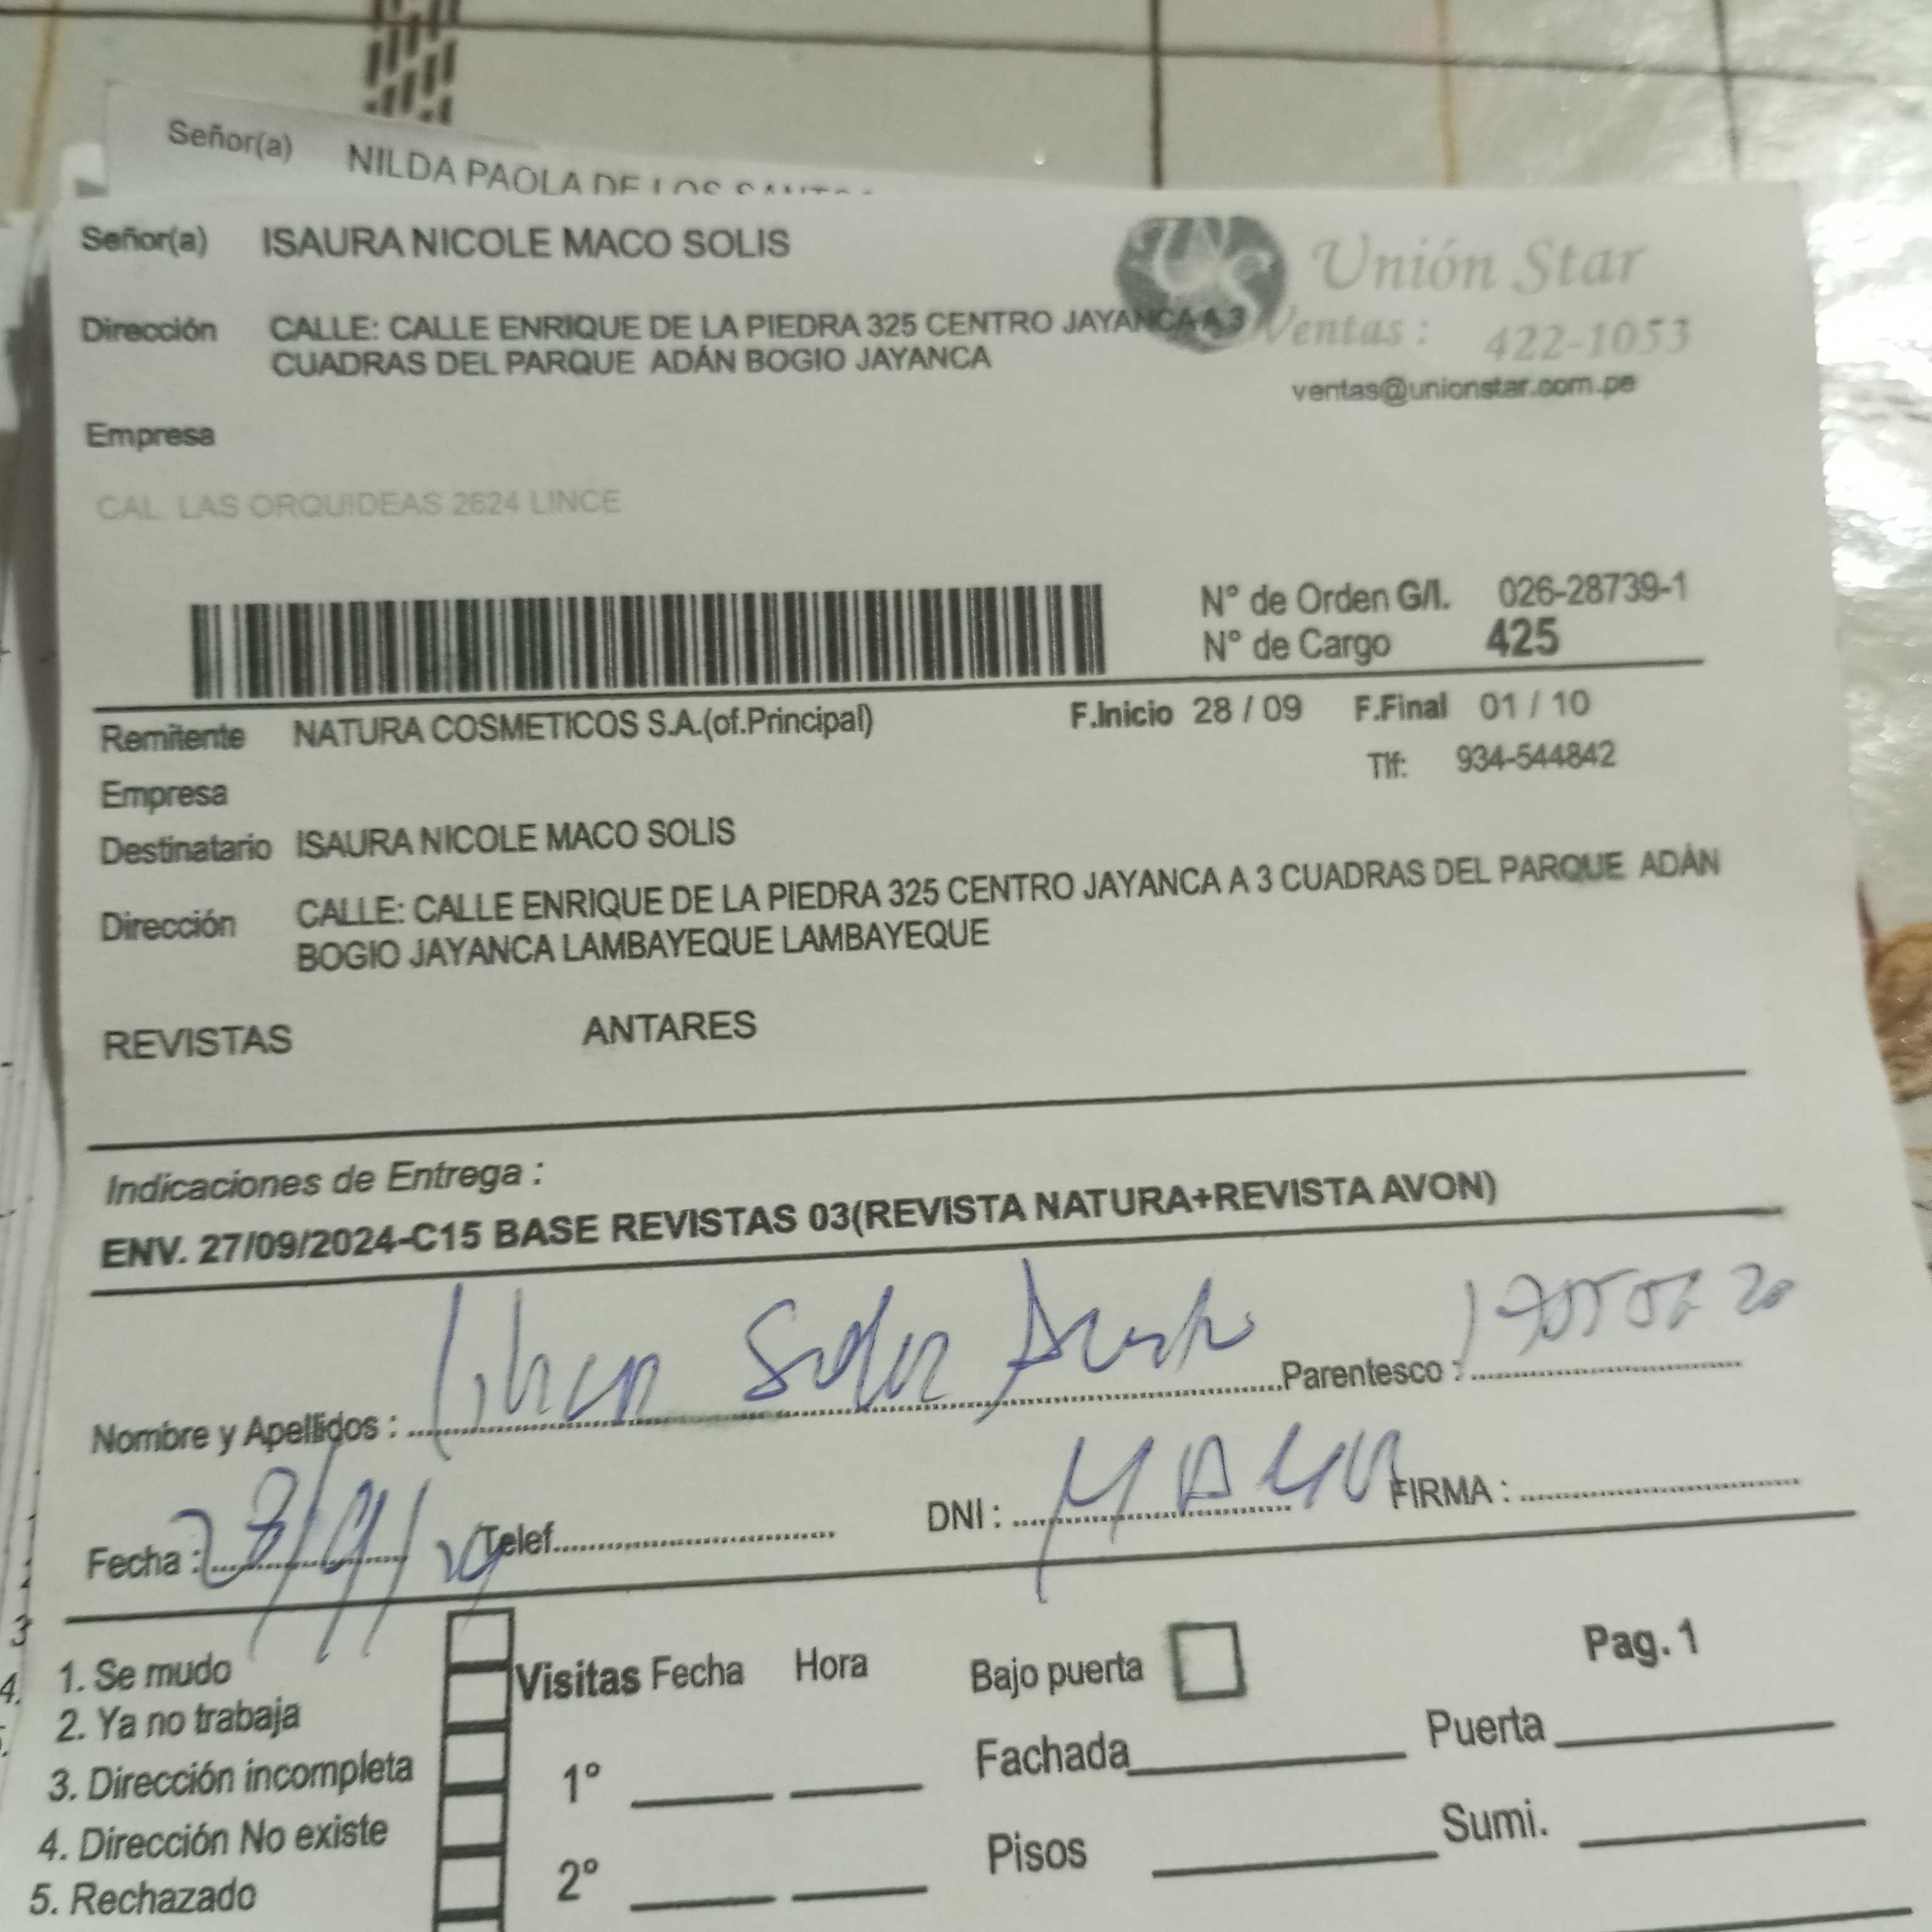 Señor(a) NILDA PAOLA DE LOS
Señor(a) ISAURA NICOLE MACO SOLIS
Unión Star
Dirección CALLE: CALLE ENRIQUE DE LA PIEDRA 325 CENTRO JAYANCA A 3
CUADRAS DEL PARQUE ADÁN BOGIO JAYANCA
Ventas: 422-1053
ventas@unionstar.com.pe
Empresa
CAL. LAS ORQUIDEAS 2624 LINCE
N° de Orden G/I. 026-28739-1
N° de Cargo 425
Remitente NATURA COSMETICOS S.A.(of.Principal) F.Inicio 28 / 09 F.Final 01 / 10
Tlf: 934-544842
Empresa
Destinatario ISAURA NICOLE MACO SOLIS
Dirección CALLE: CALLE ENRIQUE DE LA PIEDRA 325 CENTRO JAYANCA A 3 CUADRAS DEL PARQUE ADÁN
BOGIO JAYANCA LAMBAYEQUE LAMBAYEQUE
REVISTAS ANTARES
Indicaciones de Entrega :
ENV. 27/09/2024-C15 BASE REVISTAS 03(REVISTA NATURA+REVISTA AVON)
Nombre y Apellidos : Parentesco :
Fecha : Telef. DNI : MAMA FIRMA :
1. Se mudo
2. Ya no trabaja
3. Dirección incompleta
4. Dirección No existe
5. Rechazado
Visitas Fecha Hora
1°
2°
Bajo puerta Pag. 1
Fachada Puerta
Pisos Sumi.